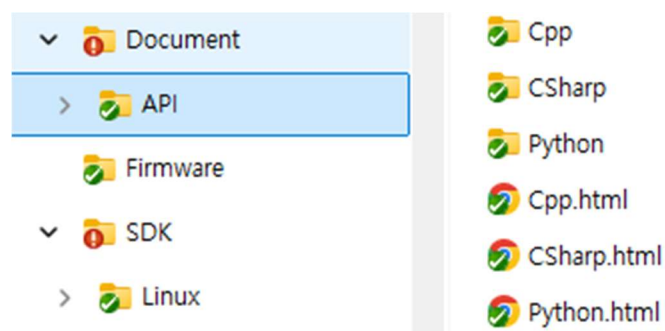 Document
API
Firmware
SDK
Linux
Cpp
CSharp
Python
Cpp.html
CSharp.html
Python.html